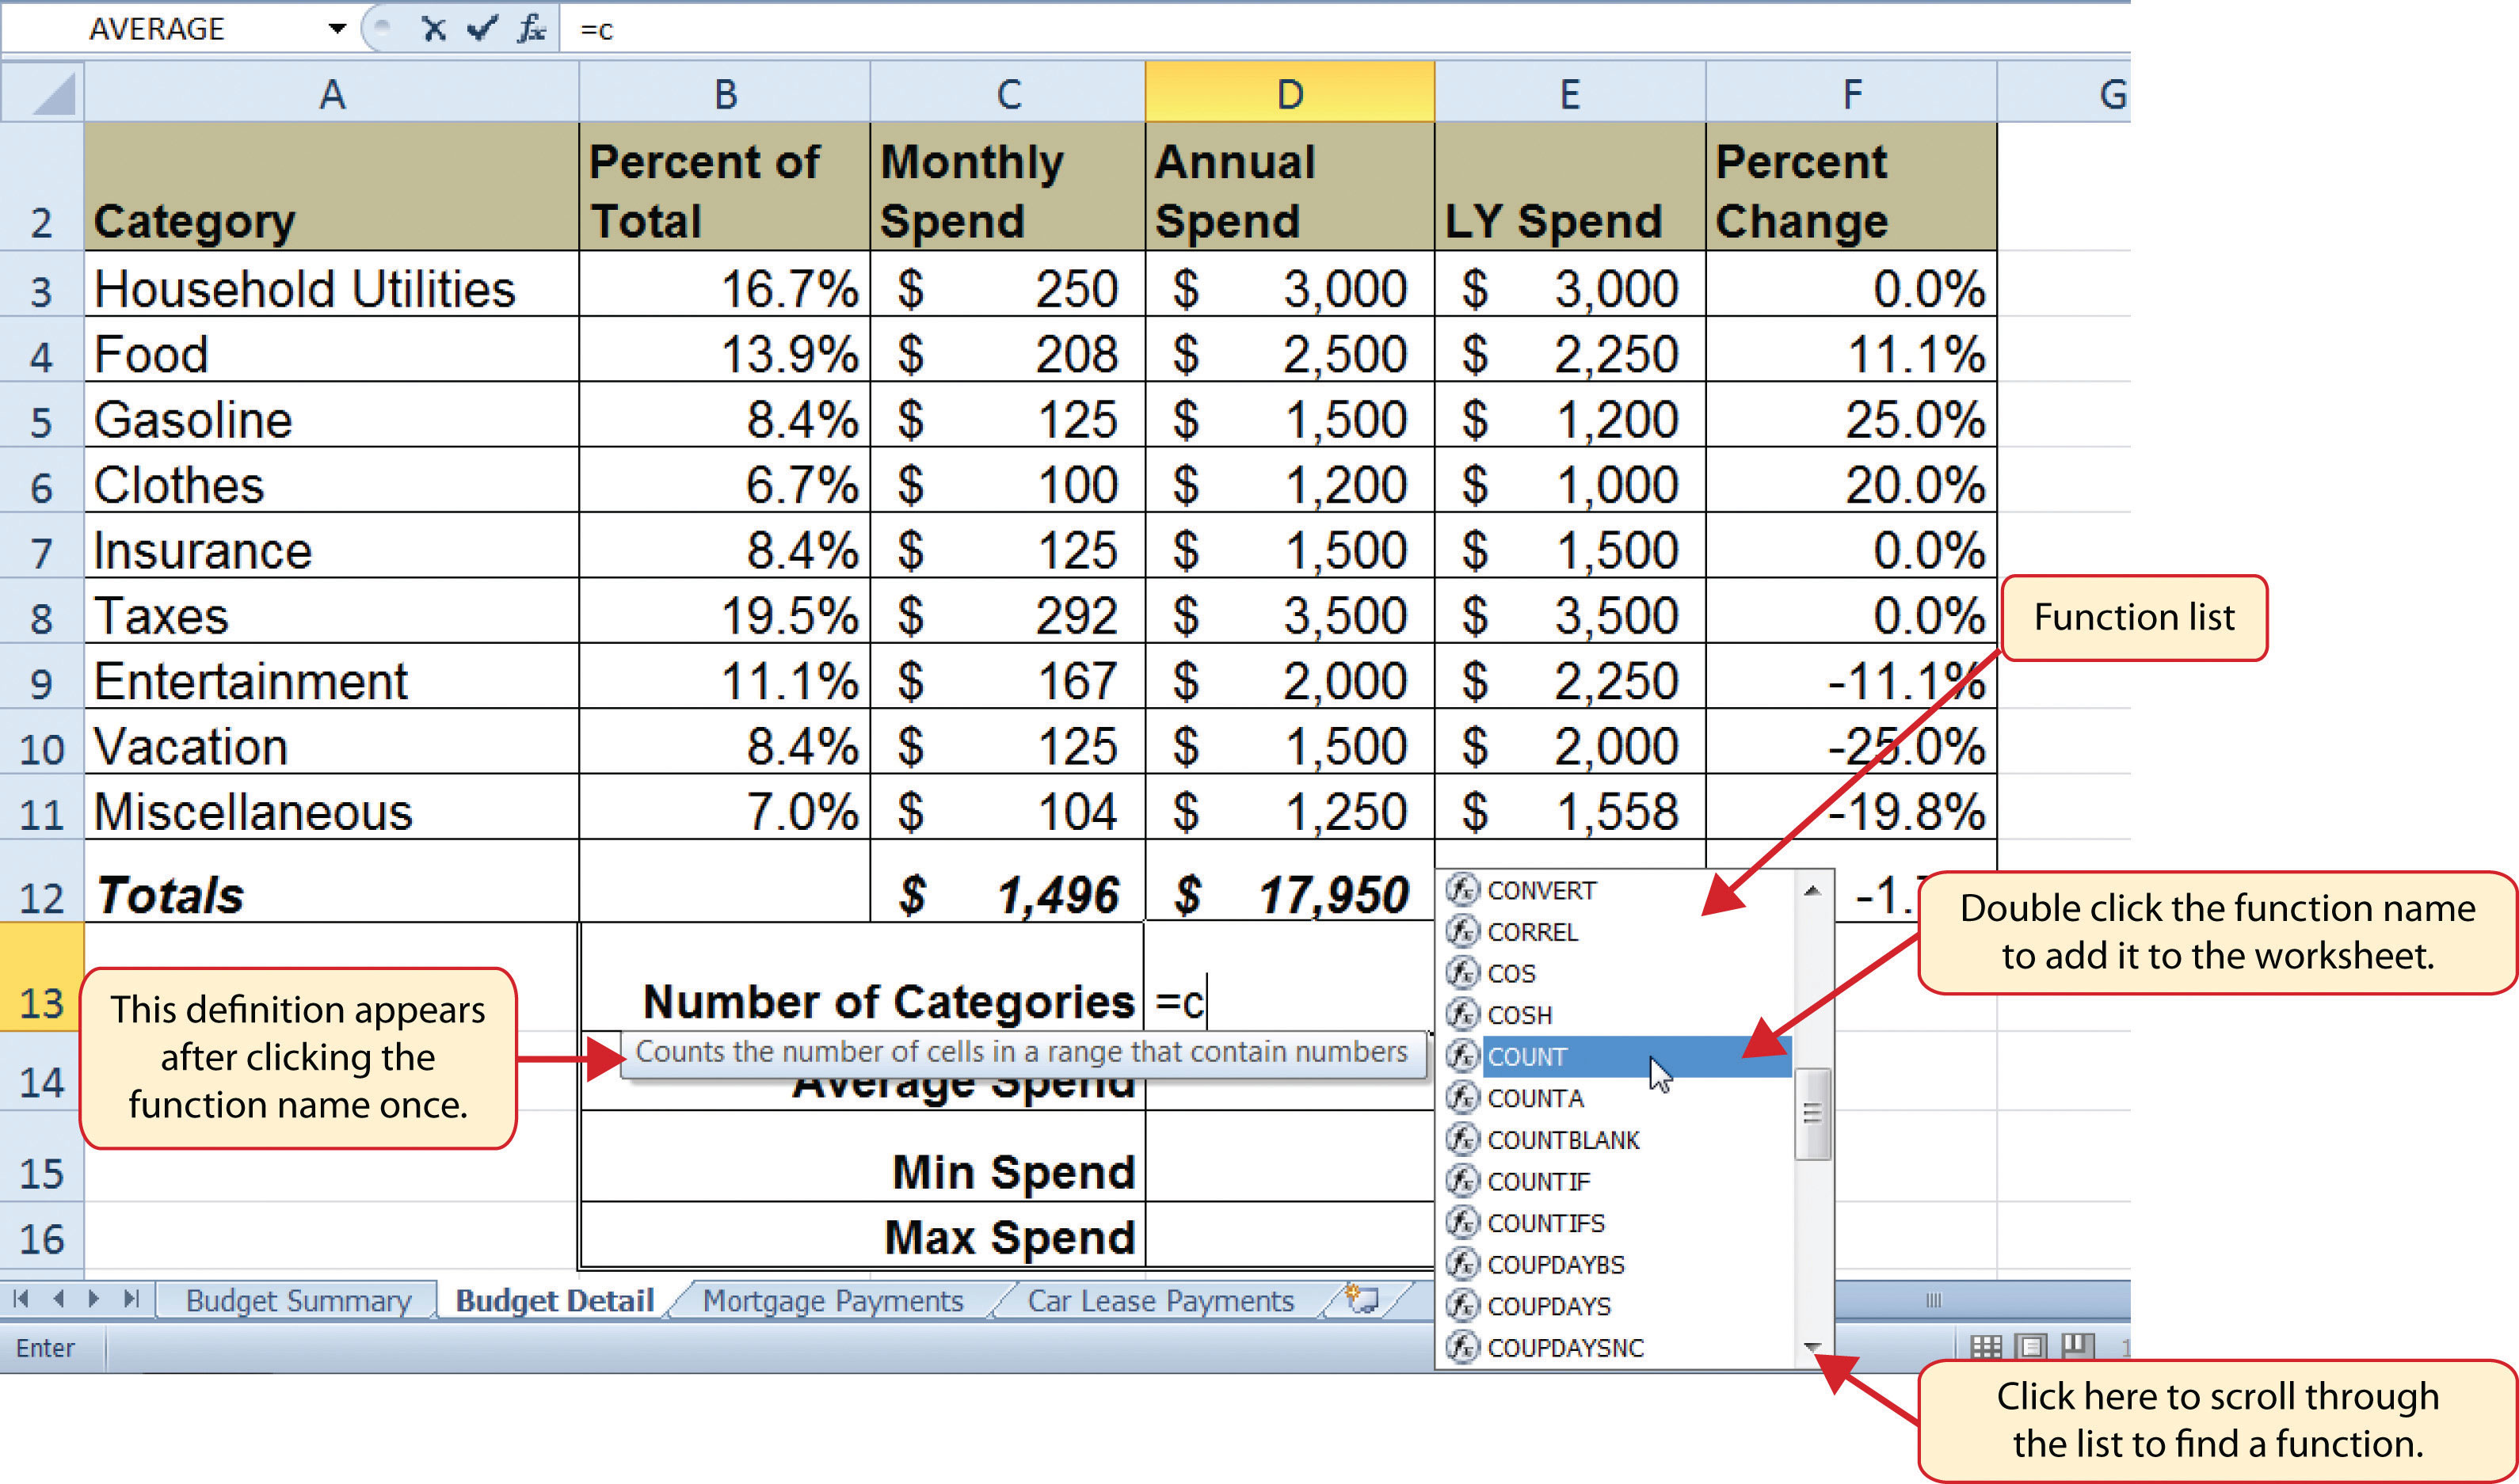 AVERAGE =c
A B C D E F G
2 Category Percent of Total Monthly Spend Annual Spend LY Spend Percent Change
3 Household Utilities 16.7% $ 250 $ 3,000 $ 3,000 0.0%
4 Food 13.9% $ 208 $ 2,500 $ 2,250 11.1%
5 Gasoline 8.4% $ 125 $ 1,500 $ 1,200 25.0%
6 Clothes 6.7% $ 100 $ 1,200 $ 1,000 20.0%
7 Insurance 8.4% $ 125 $ 1,500 $ 1,500 0.0%
8 Taxes 19.5% $ 292 $ 3,500 $ 3,500 0.0%
9 Entertainment 11.1% $ 167 $ 2,000 $ 2,250 -11.1%
10 Vacation 8.4% $ 125 $ 1,500 $ 2,000 -25.0%
11 Miscellaneous 7.0% $ 104 $ 1,250 $ 1,558 -19.8%
12 Totals $ 1,496 $ 17,950
13 Number of Categories =c
Counts the number of cells in a range that contain numbers
14 Average Spend
15 Min Spend
16 Max Spend
CONVERT
CORREL
COS
COSH
COUNT
COUNTA
COUNTBLANK
COUNTIF
COUNTIFS
COUPDAYBS
COUPDAYS
COUPDAYSNC
Function list
Double click the function name
to add it to the worksheet.
This definition appears
after clicking the
function name once.
Click here to scroll through
the list to find a function.
Budget Summary Budget Detail Mortgage Payments Car Lease Payments
Enter